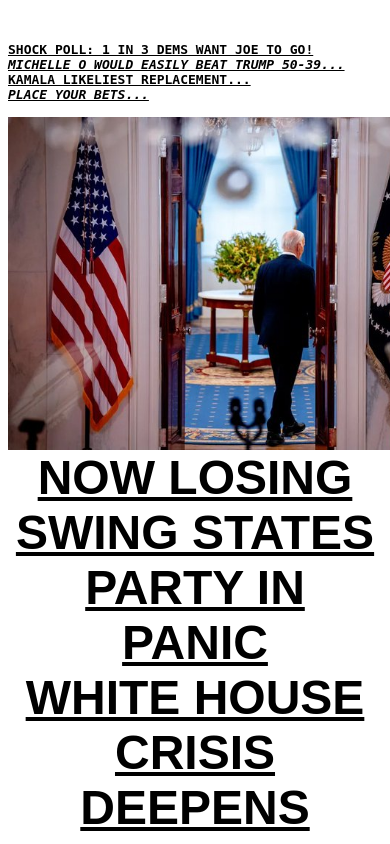 SHOCK POLL: 1 IN 3 DEMS WANT JOE TO GO!
MICHELLE O WOULD EASILY BEAT TRUMP 50-39...
KAMALA LIKELIEST REPLACEMENT...
PLACE YOUR BETS...
NOW LOSING
SWING STATES
PARTY IN
PANIC
WHITE HOUSE
CRISIS
DEEPENS